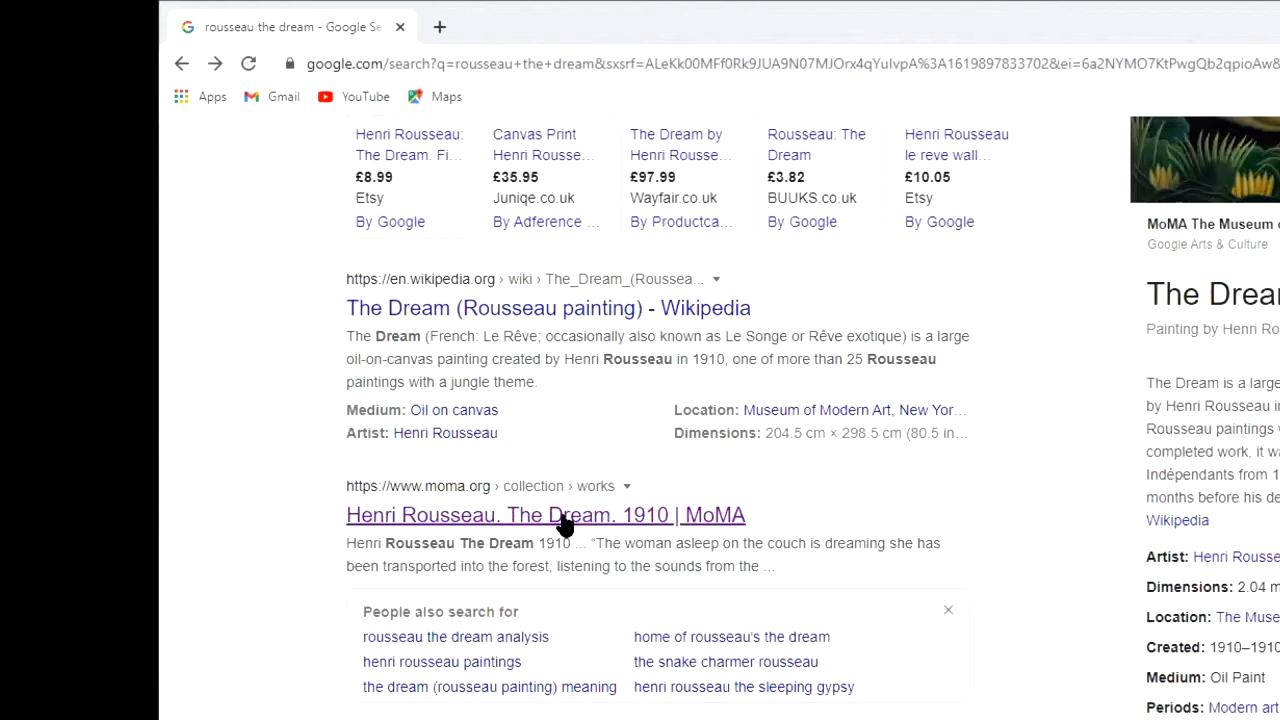 rousseau the dream - Google Se
google.com/search?q=rousseau+the+dream&sxsrf=ALeKk00MFf0Rk9JUA9N07MJOrx4qYuIvpA%3A1619897833702&ei=6a2NYMO7KtPwgQb2qpioAw&
Apps Gmail YouTube Maps
Henri Rousseau: Canvas Print The Dream by Rousseau: The Henri Rousseau
The Dream. Fi... Henri Rousse... Henri Rousse... Dream le reve wall...
£8.99 £35.95 £97.99 £3.82 £10.05
Etsy Juniqe.co.uk Wayfair.co.uk BUUKS.co.uk Etsy
By Google By Adference ... By Productca... By Google By Google
https://en.wikipedia.org › wiki › The_Dream_(Roussea...
The Dream (Rousseau painting) - Wikipedia
The Dream (French: Le Rêve; occasionally also known as Le Songe or Rêve exotique) is a large
oil-on-canvas painting created by Henri Rousseau in 1910, one of more than 25 Rousseau
paintings with a jungle theme.
Medium: Oil on canvas Location: Museum of Modern Art, New Yor...
Artist: Henri Rousseau Dimensions: 204.5 cm × 298.5 cm (80.5 in...
https://www.moma.org › collection › works
Henri Rousseau. The Dream. 1910 | MoMA
Henri Rousseau The Dream 1910 ... “The woman asleep on the couch is dreaming she has
been transported into the forest, listening to the sounds from the ...
People also search for
rousseau the dream analysis home of rousseau's the dream
henri rousseau paintings the snake charmer rousseau
the dream (rousseau painting) meaning henri rousseau the sleeping gypsy
MoMA The Museum
Google Arts & Culture
The Drea
Painting by Henri Ro
The Dream is a large
by Henri Rousseau in
Rousseau paintings
completed work, it wa
Indépendants from 1
months before his de
Wikipedia
Artist: Henri Rousse
Dimensions: 2.04 m
Location: The Muse
Created: 1910–1910
Medium: Oil Paint
Periods: Modern art